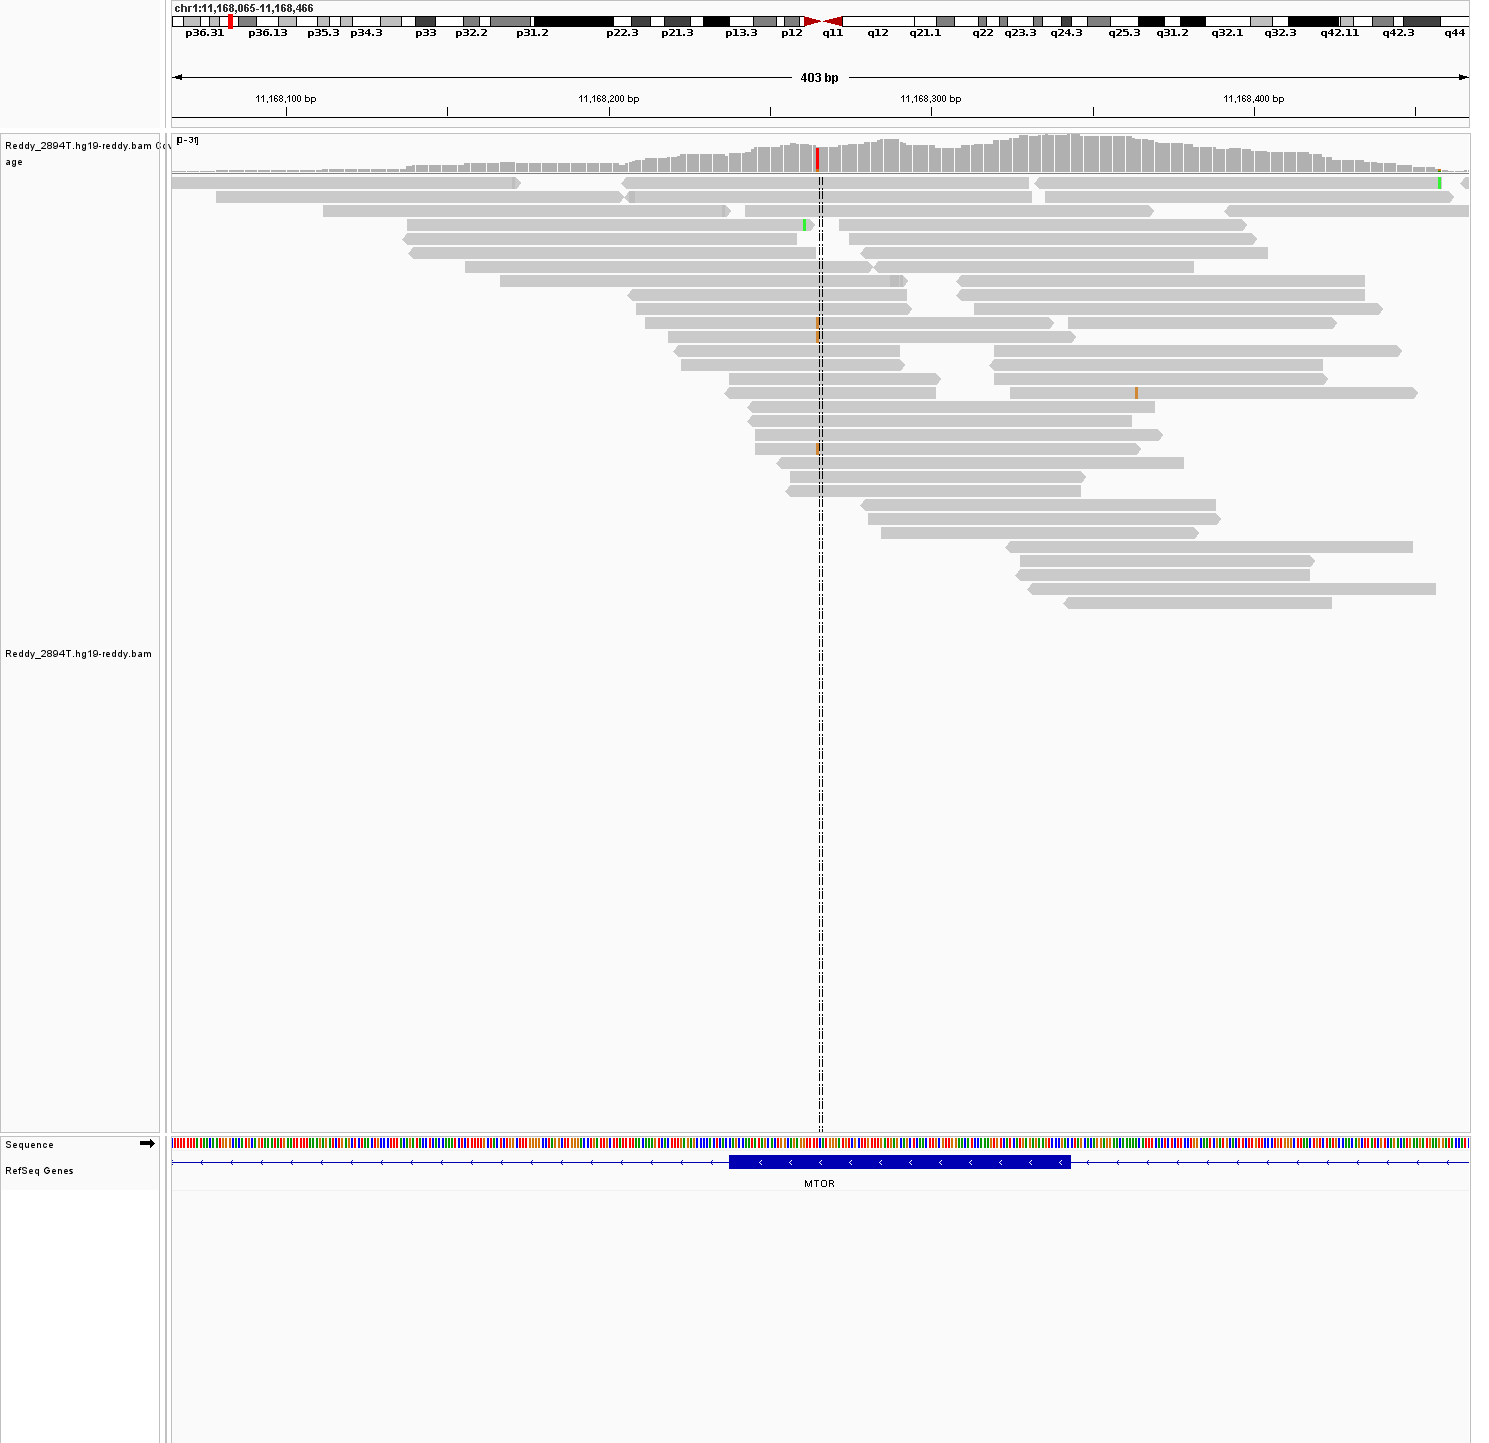 chr1:11,168,065-11,168,466
p36.31 p36.13 p35.3 p34.3 p33 p32.2 p31.2 p22.3 p21.3 p13.3 p12 q11 q12 q21.1 q22 q23.3 q24.3 q25.3 q31.2 q32.1 q32.3 q42.11 q42.3 q44
403 bp
11,168,100 bp 11,168,200 bp 11,168,300 bp 11,168,400 bp
Reddy_2894T.hg19-reddy.bam Cov
age
[0-31]
Reddy_2894T.hg19-reddy.bam
Sequence
RefSeq Genes
MTOR